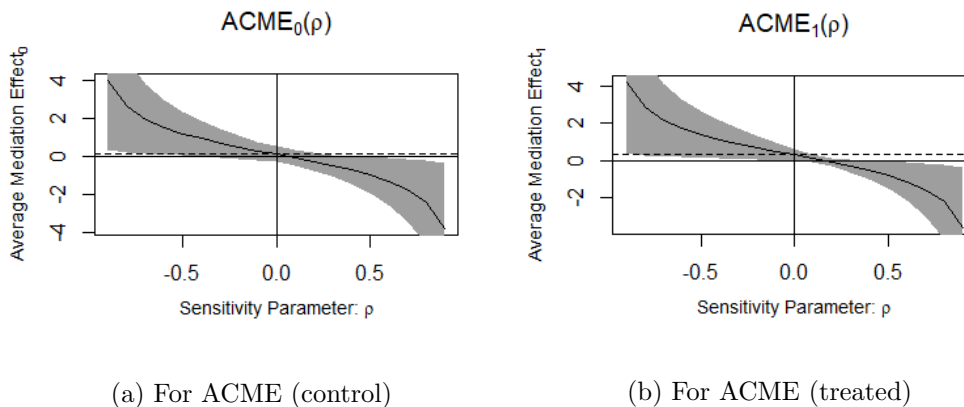 ACME₀(ρ)
Average Mediation Effect₀
4
2
0
-2
-4
-0.5
0.0
0.5
Sensitivity Parameter: ρ
(a) For ACME (control)
ACME₁(ρ)
Average Mediation Effect₁
4
2
0
-2
-0.5
0.0
0.5
Sensitivity Parameter: ρ
(b) For ACME (treated)